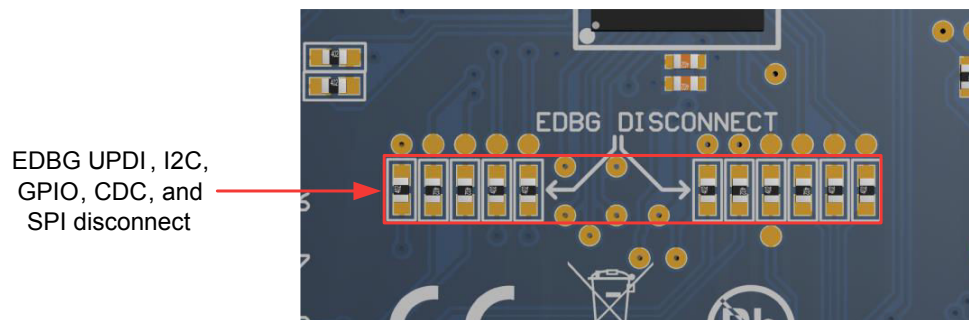 EDBG DISCONNECT
EDBG UPDI, I2C,
GPIO, CDC, and
SPI disconnect